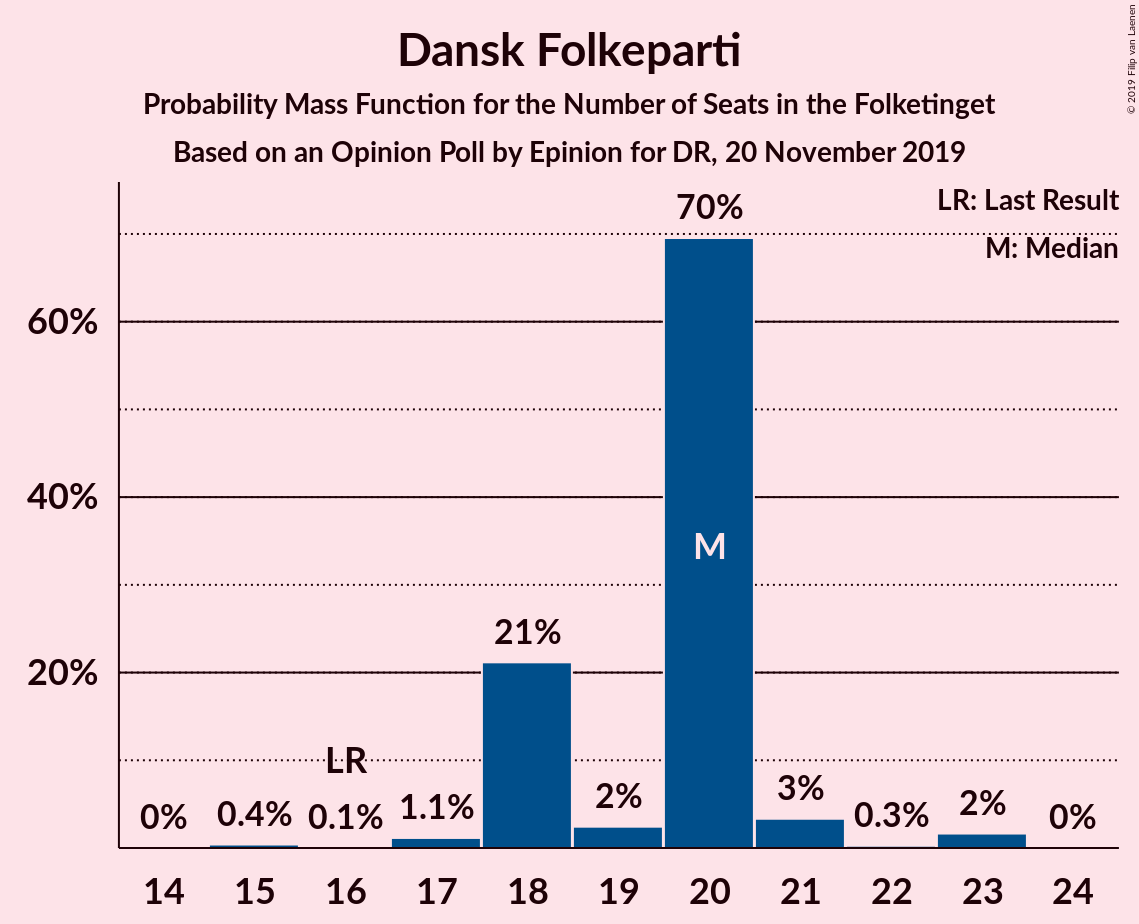 Dansk Folkeparti
Probability Mass Function for the Number of Seats in the Folketinget
Based on an Opinion Poll by Epinion for DR, 20 November 2019
© 2019 Filip van Laenen
LR: Last Result
M: Median
60%
40%
20%
0%
0.4%
LR
0.1%
1.1%
21%
2%
70%
M
3%
0.3%
2%
0%
14 15 16 17 18 19 20 21 22 23 24